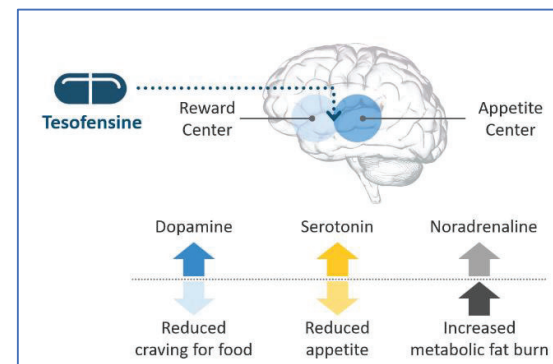 Tesofensine
Reward
Center
Appetite
Center
Dopamine
Serotonin
Noradrenaline
Reduced
craving for food
Reduced
appetite
Increased
metabolic fat burn